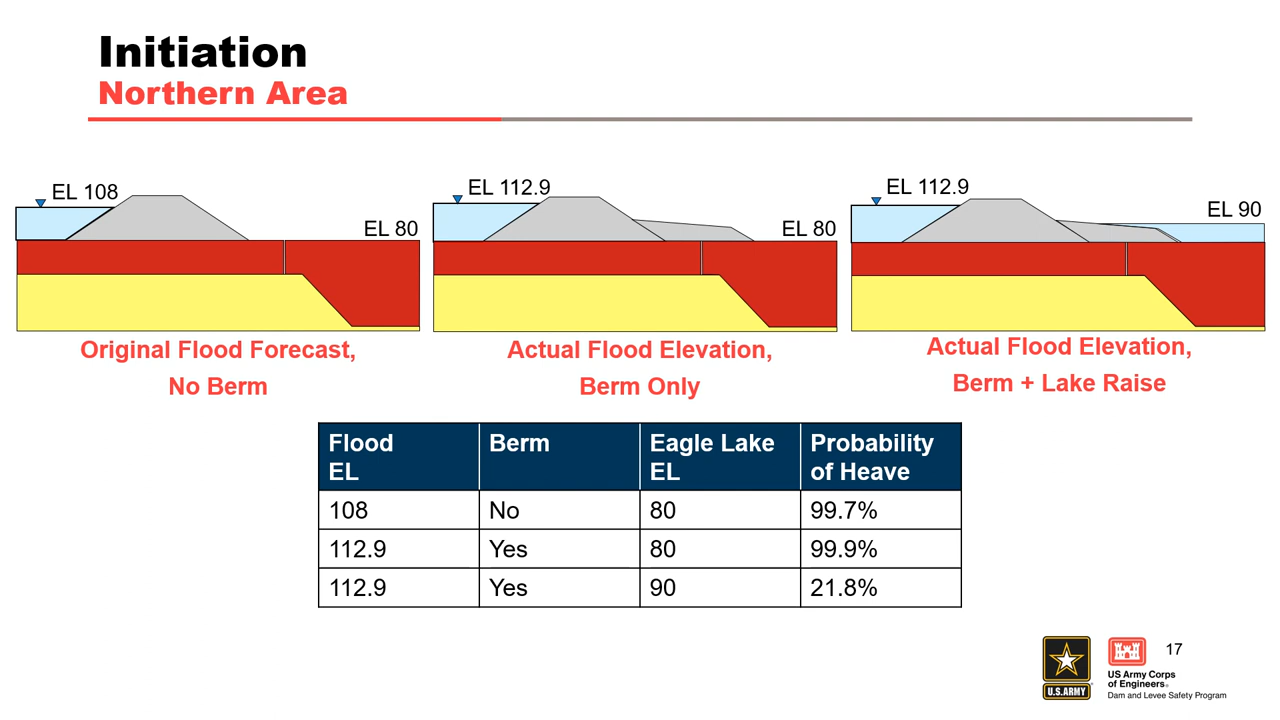 Initiation
Northern Area
EL 108
EL 80
Original Flood Forecast,
No Berm
EL 112.9
EL 80
Actual Flood Elevation,
Berm Only
EL 112.9
EL 90
Actual Flood Elevation,
Berm + Lake Raise
Flood EL | Berm | Eagle Lake EL | Probability of Heave
108 | No | 80 | 99.7%
112.9 | Yes | 80 | 99.9%
112.9 | Yes | 90 | 21.8%
U.S.ARMY
US Army Corps
of Engineers®
Dam and Levee Safety Program
17